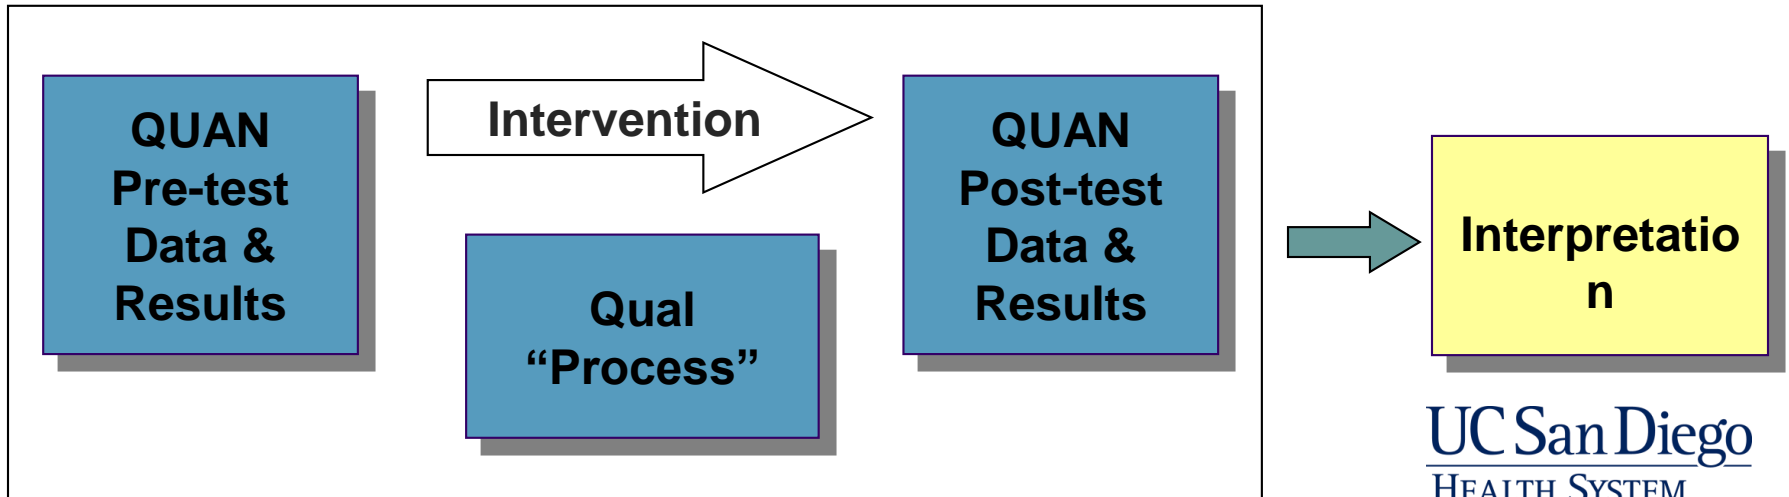 QUAN
Pre-test
Data &
Results
Intervention
Qual
“Process”
QUAN
Post-test
Data &
Results
Interpretatio
n
UC San Diego
HEALTH SYSTEM